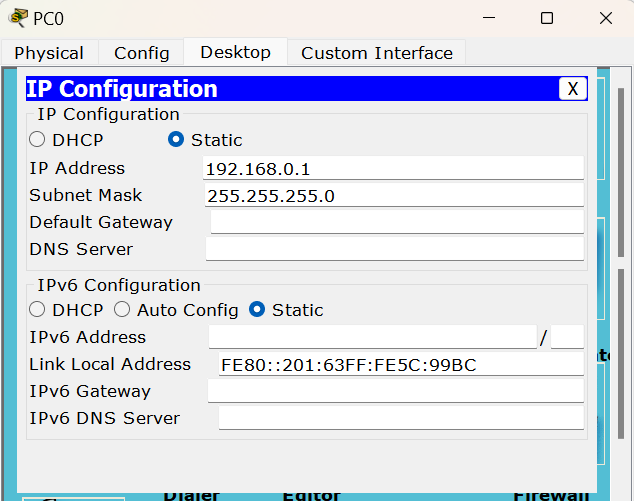 PC0
Physical Config Desktop Custom Interface
IP Configuration X
IP Configuration
DHCP Static
IP Address 192.168.0.1
Subnet Mask 255.255.255.0
Default Gateway
DNS Server
IPv6 Configuration
DHCP Auto Config Static
IPv6 Address /
Link Local Address FE80::201:63FF:FE5C:99BC
IPv6 Gateway
IPv6 DNS Server
Dialer Editor Firewall